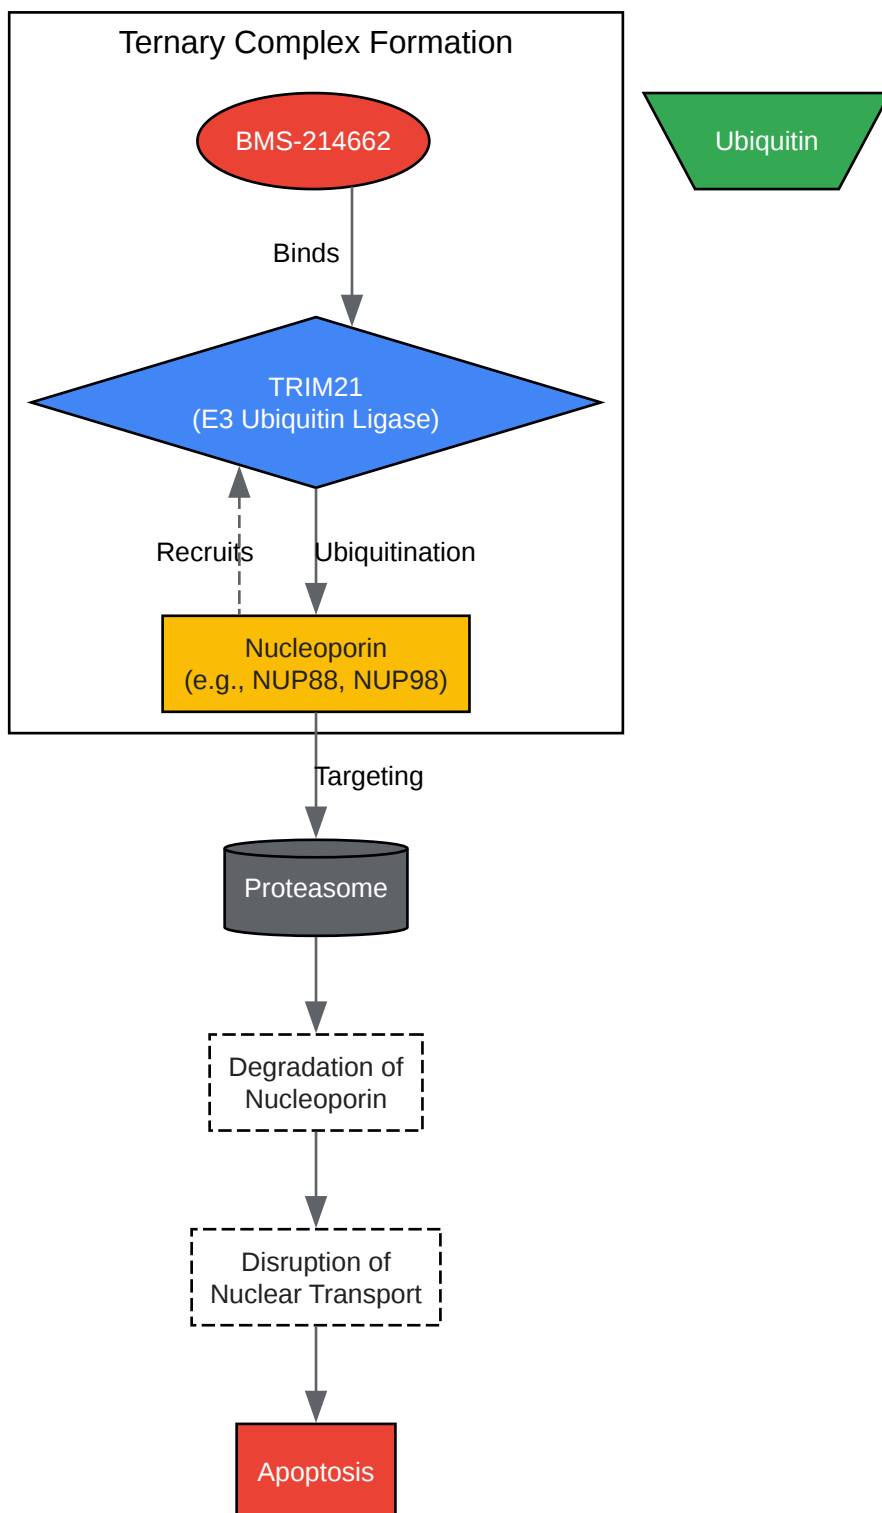 Ternary Complex Formation
BMS-214662
Ubiquitin
Binds
TRIM21
(E3 Ubiquitin Ligase)
Recruits
Ubiquitination
Nucleoporin
(e.g., NUP88, NUP98)
Targeting
Proteasome
Degradation of
Nucleoporin
Disruption of
Nuclear Transport
Apoptosis